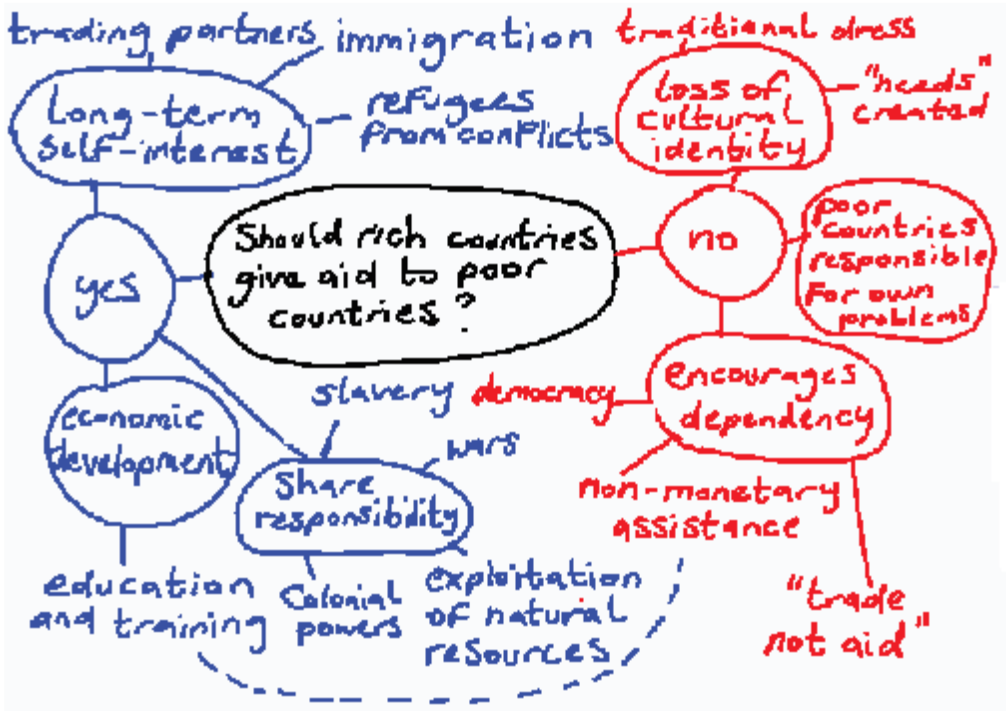 trading partners
immigration
traditional dress
Long-term
self-interest
refugees
from conflicts
loss of
cultural
identity
"needs"
created
yes
Should rich countries
give aid to poor
countries?
no
poor
countries
responsible
for own
problems
economic
development
slavery
wars
share
responsibility
democracy
encourages
dependency
non-monetary
assistance
education
and training
Colonial
powers
exploitation
of natural
resources
"trade
not aid"